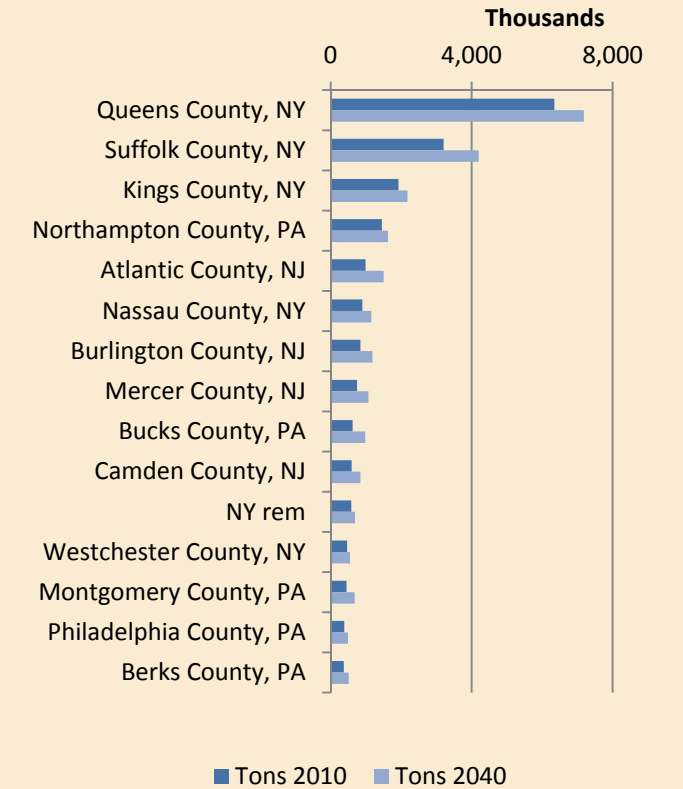 Thousands
0 4,000 8,000
Queens County, NY
Suffolk County, NY
Kings County, NY
Northampton County, PA
Atlantic County, NJ
Nassau County, NY
Burlington County, NJ
Mercer County, NJ
Bucks County, PA
Camden County, NJ
NY rem
Westchester County, NY
Montgomery County, PA
Philadelphia County, PA
Berks County, PA
Tons 2010 Tons 2040